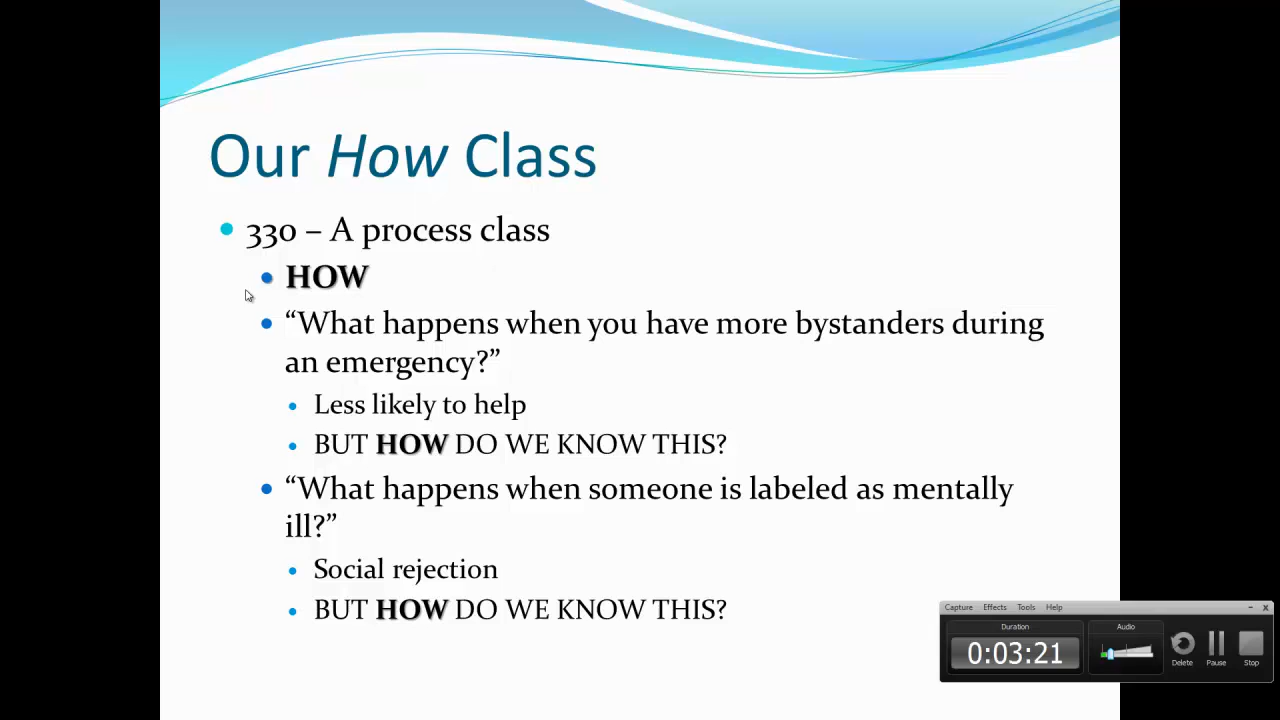 Our How Class
330 – A process class
HOW
“What happens when you have more bystanders during
an emergency?”
Less likely to help
BUT HOW DO WE KNOW THIS?
“What happens when someone is labeled as mentally
ill?”
Social rejection
BUT HOW DO WE KNOW THIS?
Capture Effects Tools Help
Duration
Audio
0:03:21
Delete Pause Stop